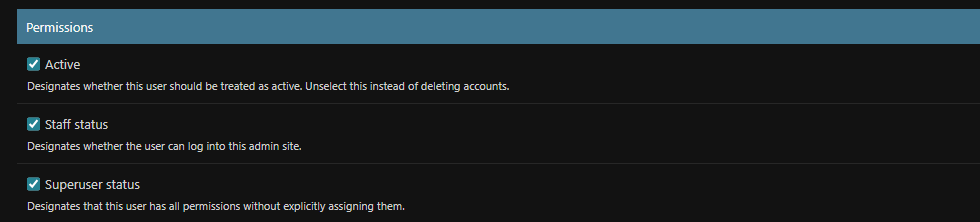 Permissions
Active
Designates whether this user should be treated as active. Unselect this instead of deleting accounts.
Staff status
Designates whether the user can log into this admin site.
Superuser status
Designates that this user has all permissions without explicitly assigning them.